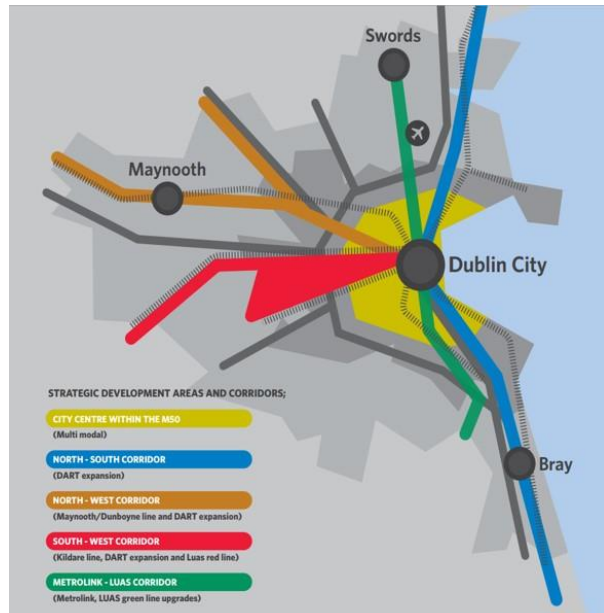 Swords
Maynooth
Dublin City
Bray
STRATEGIC DEVELOPMENT AREAS AND CORRIDORS;
CITY CENTRE WITHIN THE M50
(Multi modal)
NORTH - SOUTH CORRIDOR
(DART expansion)
NORTH - WEST CORRIDOR
(Maynooth/Dunboyne line and DART expansion)
SOUTH - WEST CORRIDOR
(Kildare line, DART expansion and Luas red line)
METROLINK - LUAS CORRIDOR
(Metrolink, LUAS green line upgrades)